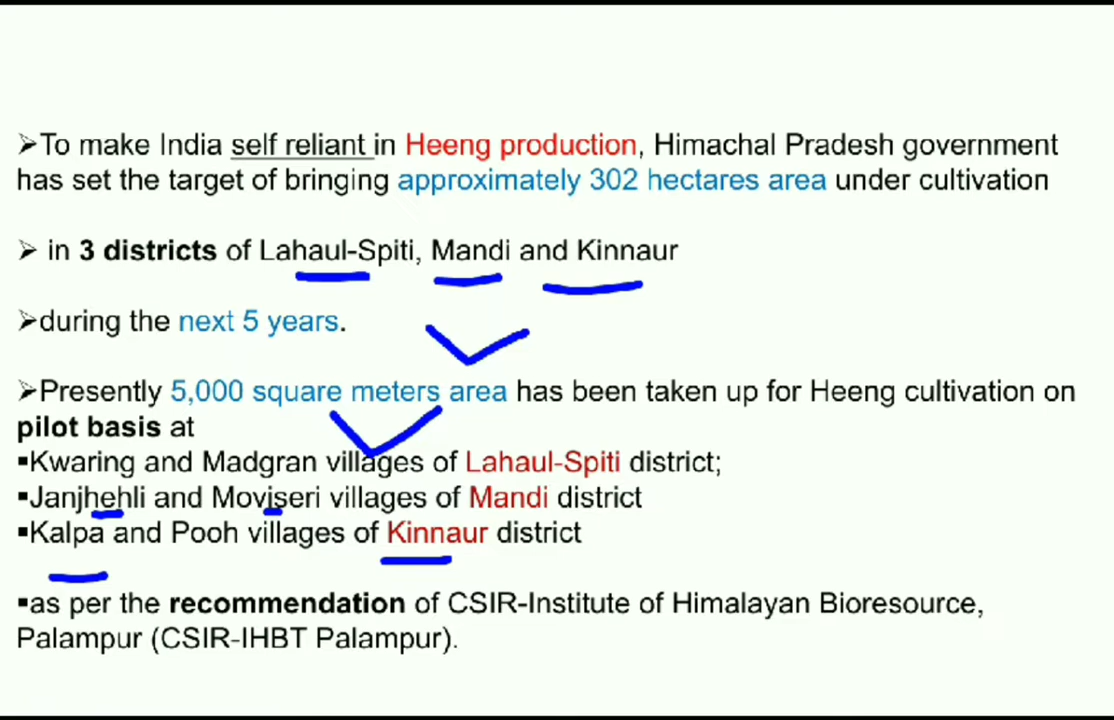 ➢To make India self reliant in Heeng production, Himachal Pradesh government
has set the target of bringing approximately 302 hectares area under cultivation
➢ in 3 districts of Lahaul-Spiti, Mandi and Kinnaur
➢during the next 5 years.
➢Presently 5,000 square meters area has been taken up for Heeng cultivation on
pilot basis at
▪Kwaring and Madgran villages of Lahaul-Spiti district;
▪Janjhehli and Moviseri villages of Mandi district
▪Kalpa and Pooh villages of Kinnaur district
▪as per the recommendation of CSIR-Institute of Himalayan Bioresource,
Palampur (CSIR-IHBT Palampur).